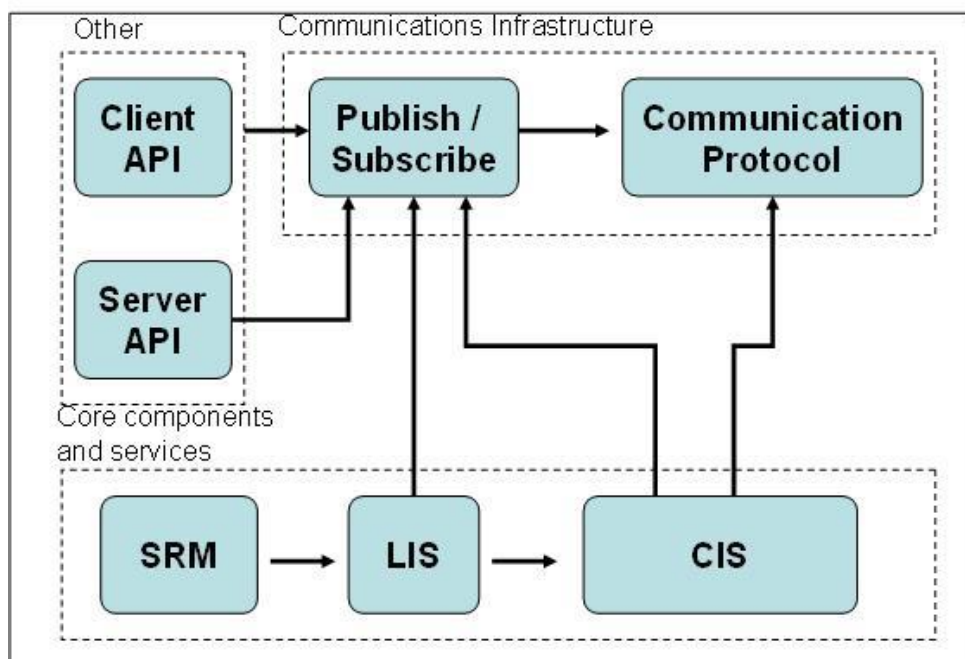 Other
Communications Infrastructure
Client
API
Publish /
Subscribe
Communication
Protocol
Server
API
Core components
and services
SRM
LIS
CIS